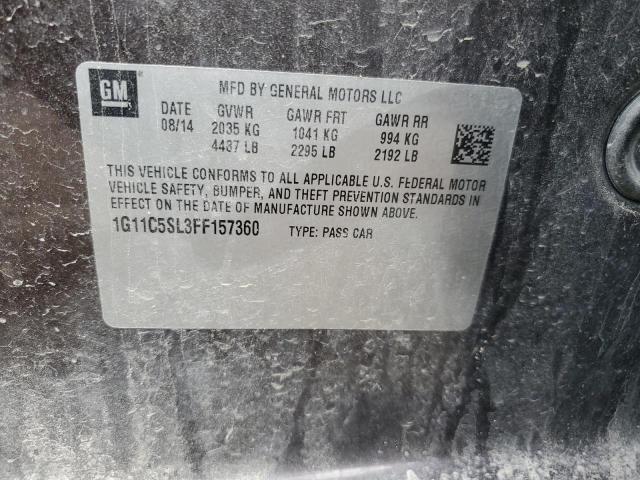 GM
MFD BY GENERAL MOTORS LLC
DATE GVWR GAWR FRT GAWR RR
08/14 2035 KG 1041 KG 994 KG
4487 LB 2295 LB 2192 LB
THIS VEHICLE CONFORMS TO ALL APPLICABLE U.S. FEDERAL MOTOR
VEHICLE SAFETY, BUMPER, AND THEFT PREVENTION STANDARDS IN
EFFECT ON THE DATE OF MANUFACTURE SHOWN ABOVE.
1G11C5SL3FF157360 TYPE: PASS CAR